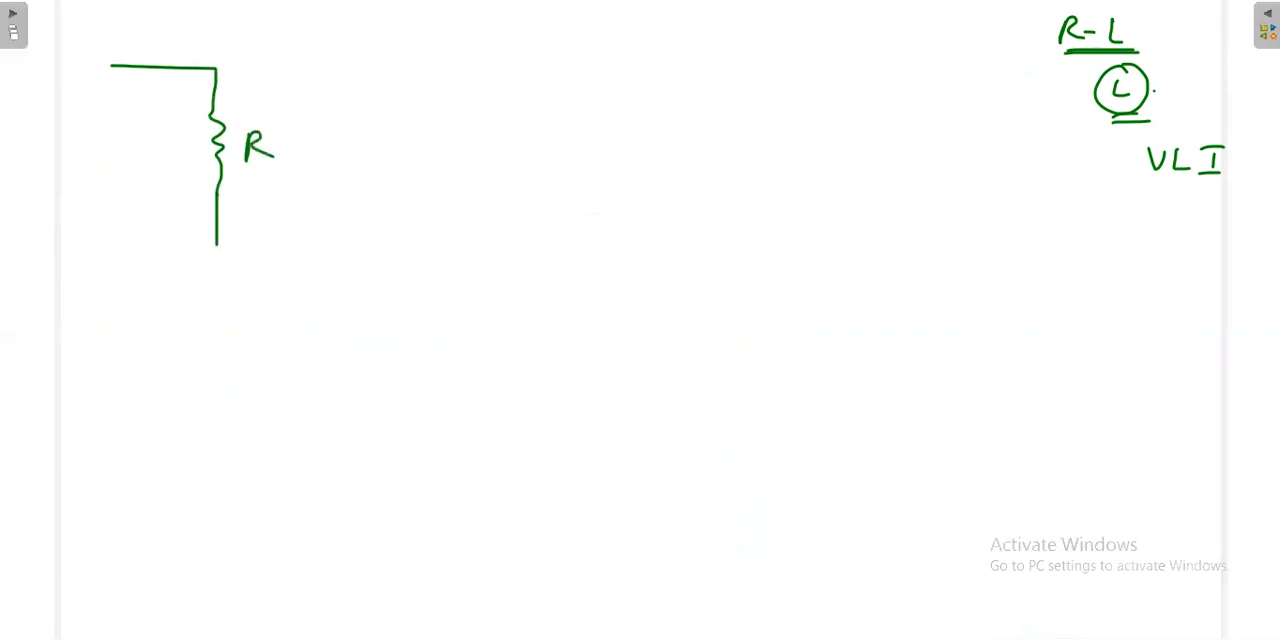 R-L
L
VLI
R
Activate Windows
Go to PC settings to activate Windows.